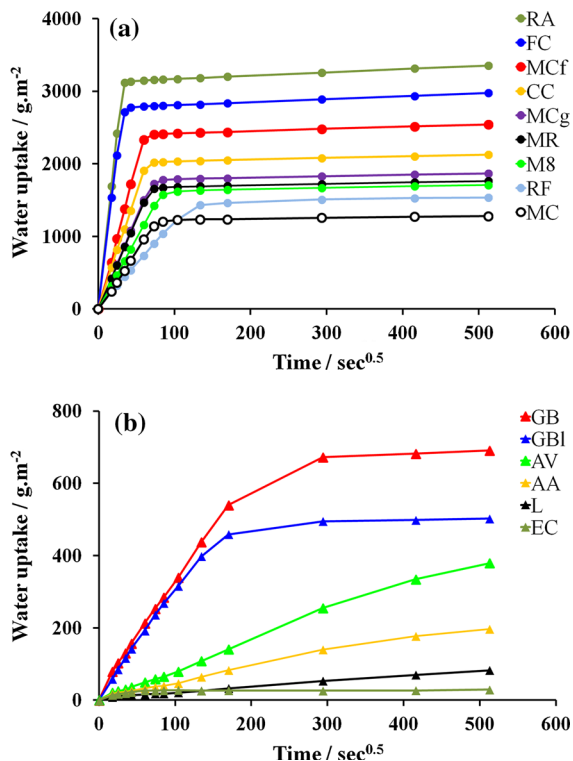 (a)
4000
3000
2000
1000
0
Water uptake / g.m-2
0 100 200 300 400 500 600
Time / sec0.5
RA
FC
MCf
CC
MCg
MR
M8
RF
MC
(b)
800
600
400
200
0
Water uptake / g.m-2
0 100 200 300 400 500 600
Time / sec0.5
GB
GBl
AV
AA
L
EC